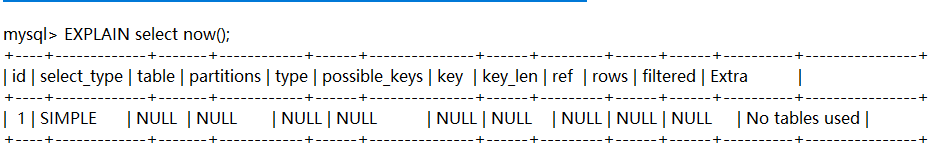 mysql> EXPLAIN select now();
+----+-------------+-------+------------+------+---------------+------+---------+------+------+----------+----------------+
| id | select_type | table | partitions | type | possible_keys | key | key_len | ref | rows | filtered | Extra |
+----+-------------+-------+------------+------+---------------+------+---------+------+------+----------+----------------+
| 1 | SIMPLE | NULL | NULL | NULL | NULL | NULL | NULL | NULL | NULL | NULL | No tables used |
+----+-------------+-------+------------+------+---------------+------+---------+------+------+----------+----------------+